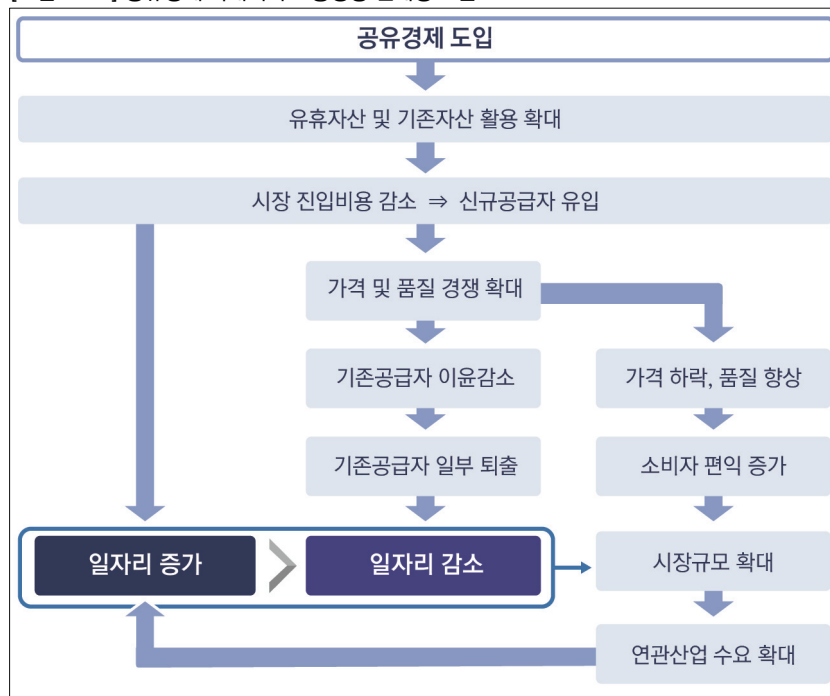 공유경제 도입
유휴자산 및 기존자산 활용 확대
시장 진입비용 감소 ⇒ 신규공급자 유입
가격 및 품질 경쟁 확대
기존공급자 이윤감소
가격 하락, 품질 향상
기존공급자 일부 퇴출
소비자 편익 증가
일자리 증가
일자리 감소
시장규모 확대
연관산업 수요 확대